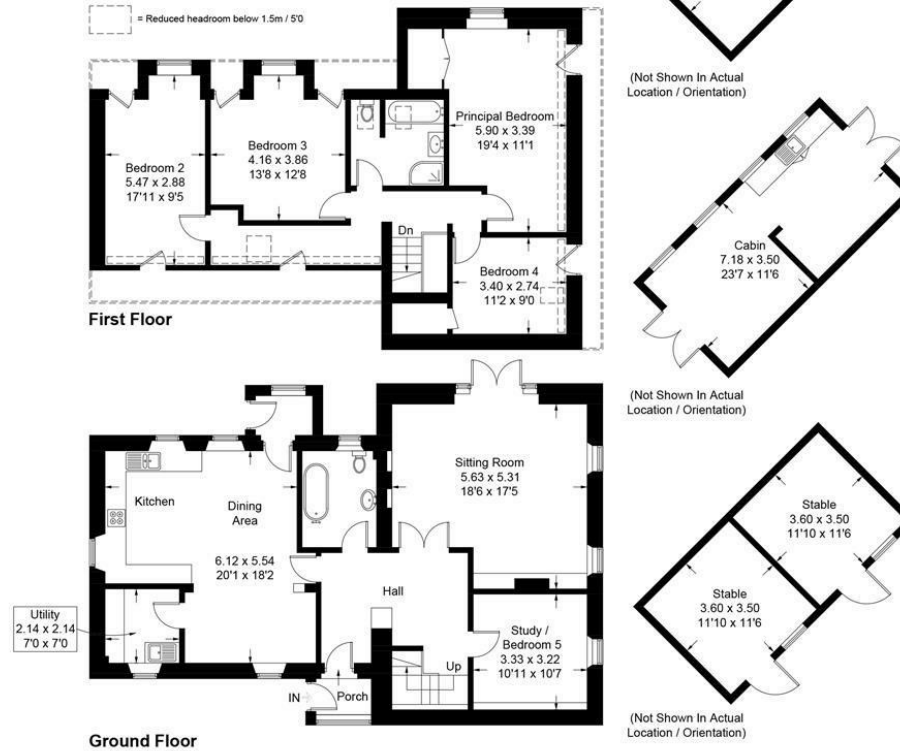 = Reduced headroom below 1.5m / 5'0
Bedroom 2
5.47 x 2.88
17'11 x 9'5
Bedroom 3
4.16 x 3.86
13'8 x 12'8
Principal Bedroom
5.90 x 3.39
19'4 x 11'1
Dn
Bedroom 4
3.40 x 2.74
11'2 x 9'0
First Floor
(Not Shown In Actual
Location / Orientation)
Cabin
7.18 x 3.50
23'7 x 11'6
(Not Shown In Actual
Location / Orientation)
Kitchen
Dining
Area
6.12 x 5.54
20'1 x 18'2
Sitting Room
5.63 x 5.31
18'6 x 17'5
Utility
2.14 x 2.14
7'0 x 7'0
Hall
Study /
Bedroom 5
3.33 x 3.22
10'11 x 10'7
Up
IN
Porch
Ground Floor
Stable
3.60 x 3.50
11'10 x 11'6
Stable
3.60 x 3.50
11'10 x 11'6
(Not Shown In Actual
Location / Orientation)